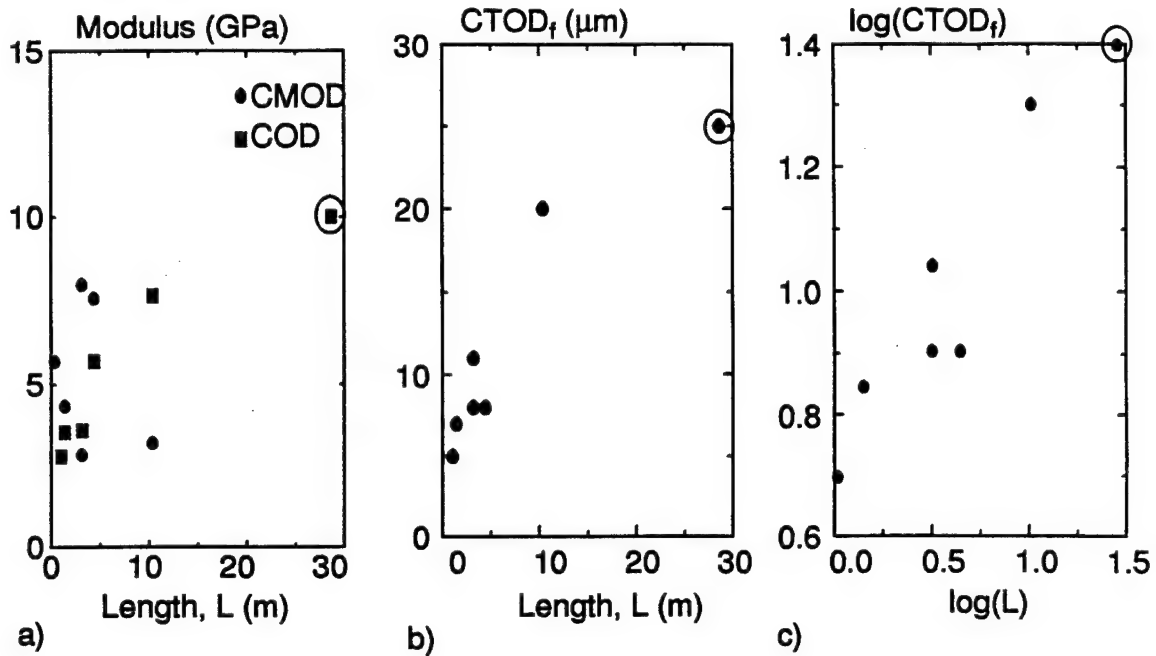 Modulus (GPa)
15
10
5
0
CMOD
COD
0 10 20 30
Length, L (m)
a)
CTOD_f (μm)
30
20
10
0
0 10 20 30
Length, L (m)
b)
log(CTOD_f)
1.4
1.2
1.0
0.8
0.6
0.0 0.5 1.0 1.5
log(L)
c)